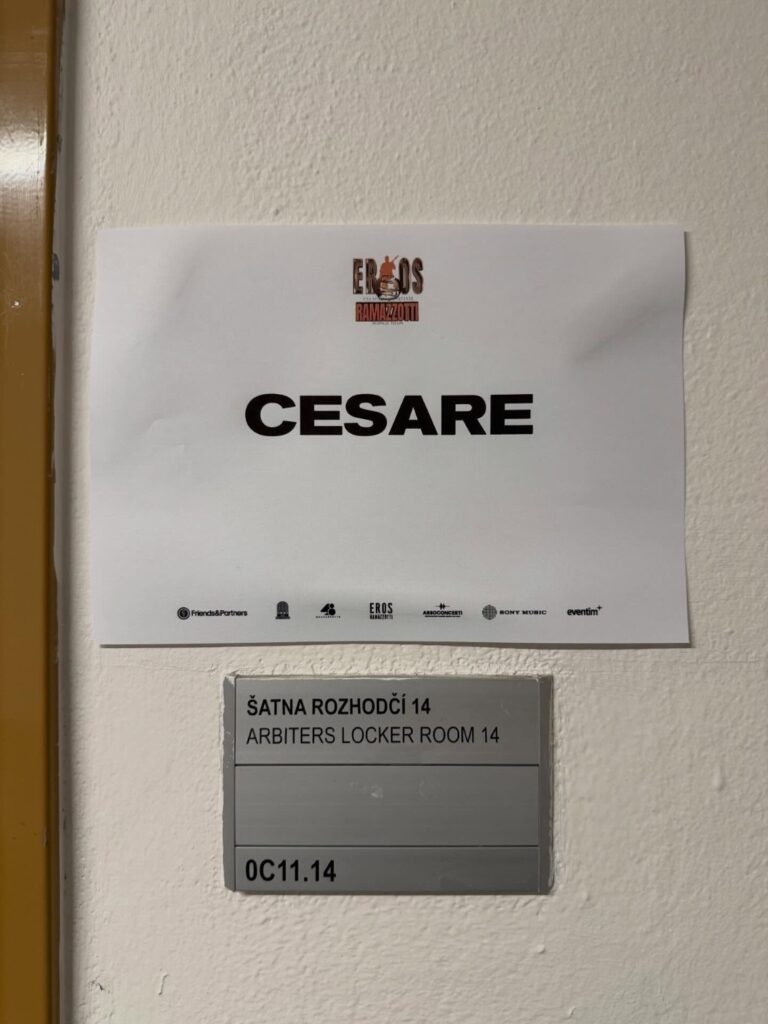 EROS
RAMAZZOTTI
CESARE
Friends&Partners
EROS
RAMAZZOTTI
ASSOCONCERTI
SONY MUSIC
eventim+
ŠATNA ROZHODČÍ 14
ARBITERS LOCKER ROOM 14
0C11.14